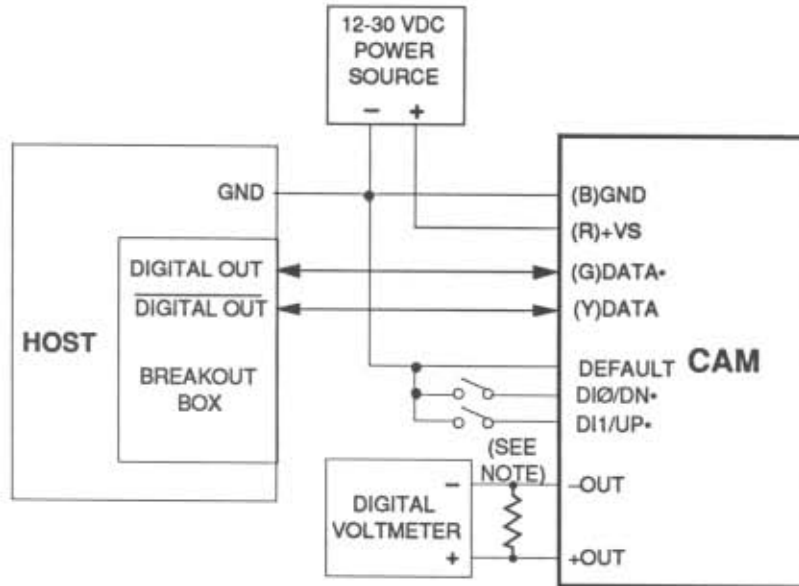 12-30 VDC
POWER
SOURCE
− +
GND
(B)GND
(R)+VS
DIGITAL OUT
(G)DATA•
DIGITAL OUT
(Y)DATA
HOST
BREAKOUT
BOX
DEFAULT
CAM
DIØ/DN•
DI1/UP•
(SEE
NOTE)
DIGITAL
VOLTMETER
−
+
–OUT
+OUT